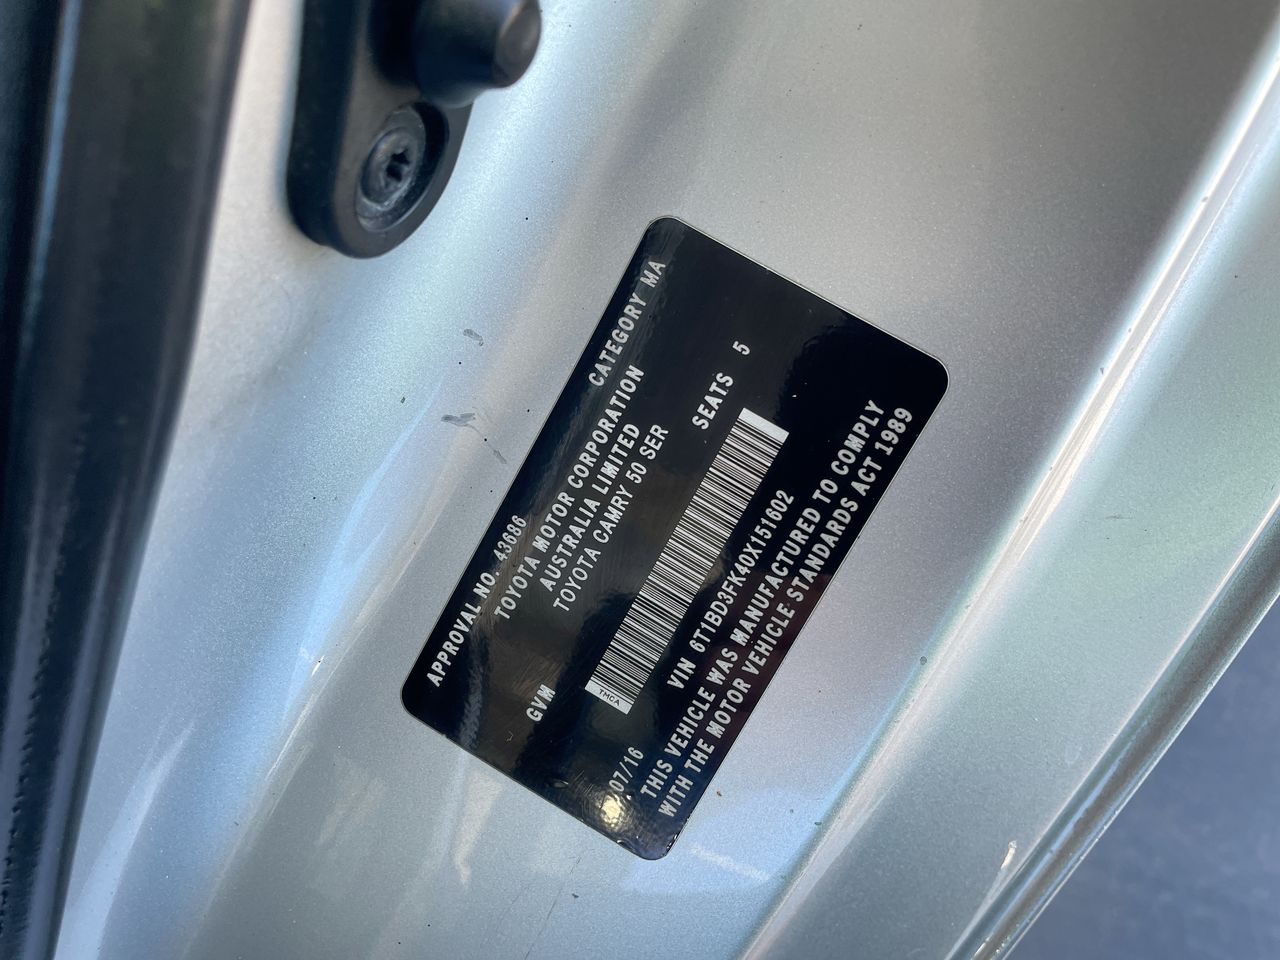 APPROVAL NO. 43686 CATEGORY MA
TOYOTA MOTOR CORPORATION
AUSTRALIA LIMITED
TOYOTA CAMRY 50 SER
GVM SEATS 5
TMCA
07/16 VIN 6T1BD3FK40X151602
THIS VEHICLE WAS MANUFACTURED TO COMPLY
WITH THE MOTOR VEHICLE STANDARDS ACT 1989